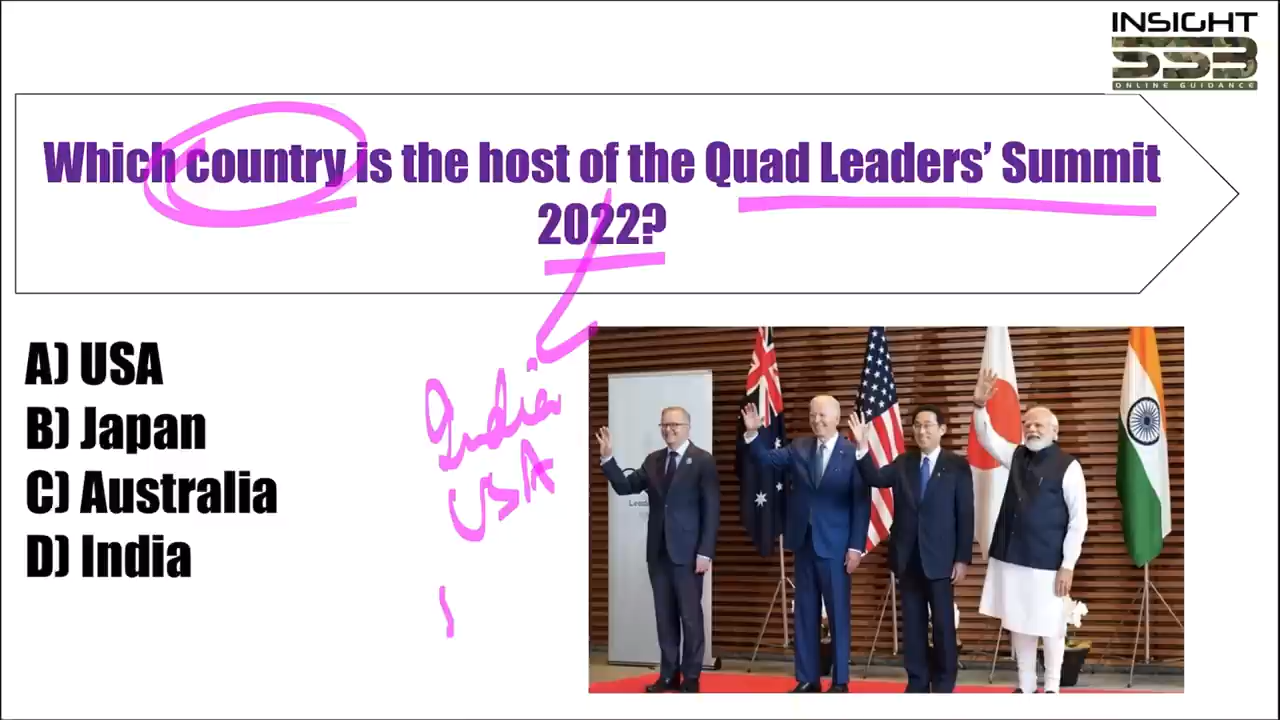 INSIGHT
SSB
ONLINE GUIDANCE
Which country is the host of the Quad Leaders’ Summit
2022?
A) USA
B) Japan
C) Australia
D) India
India
USA